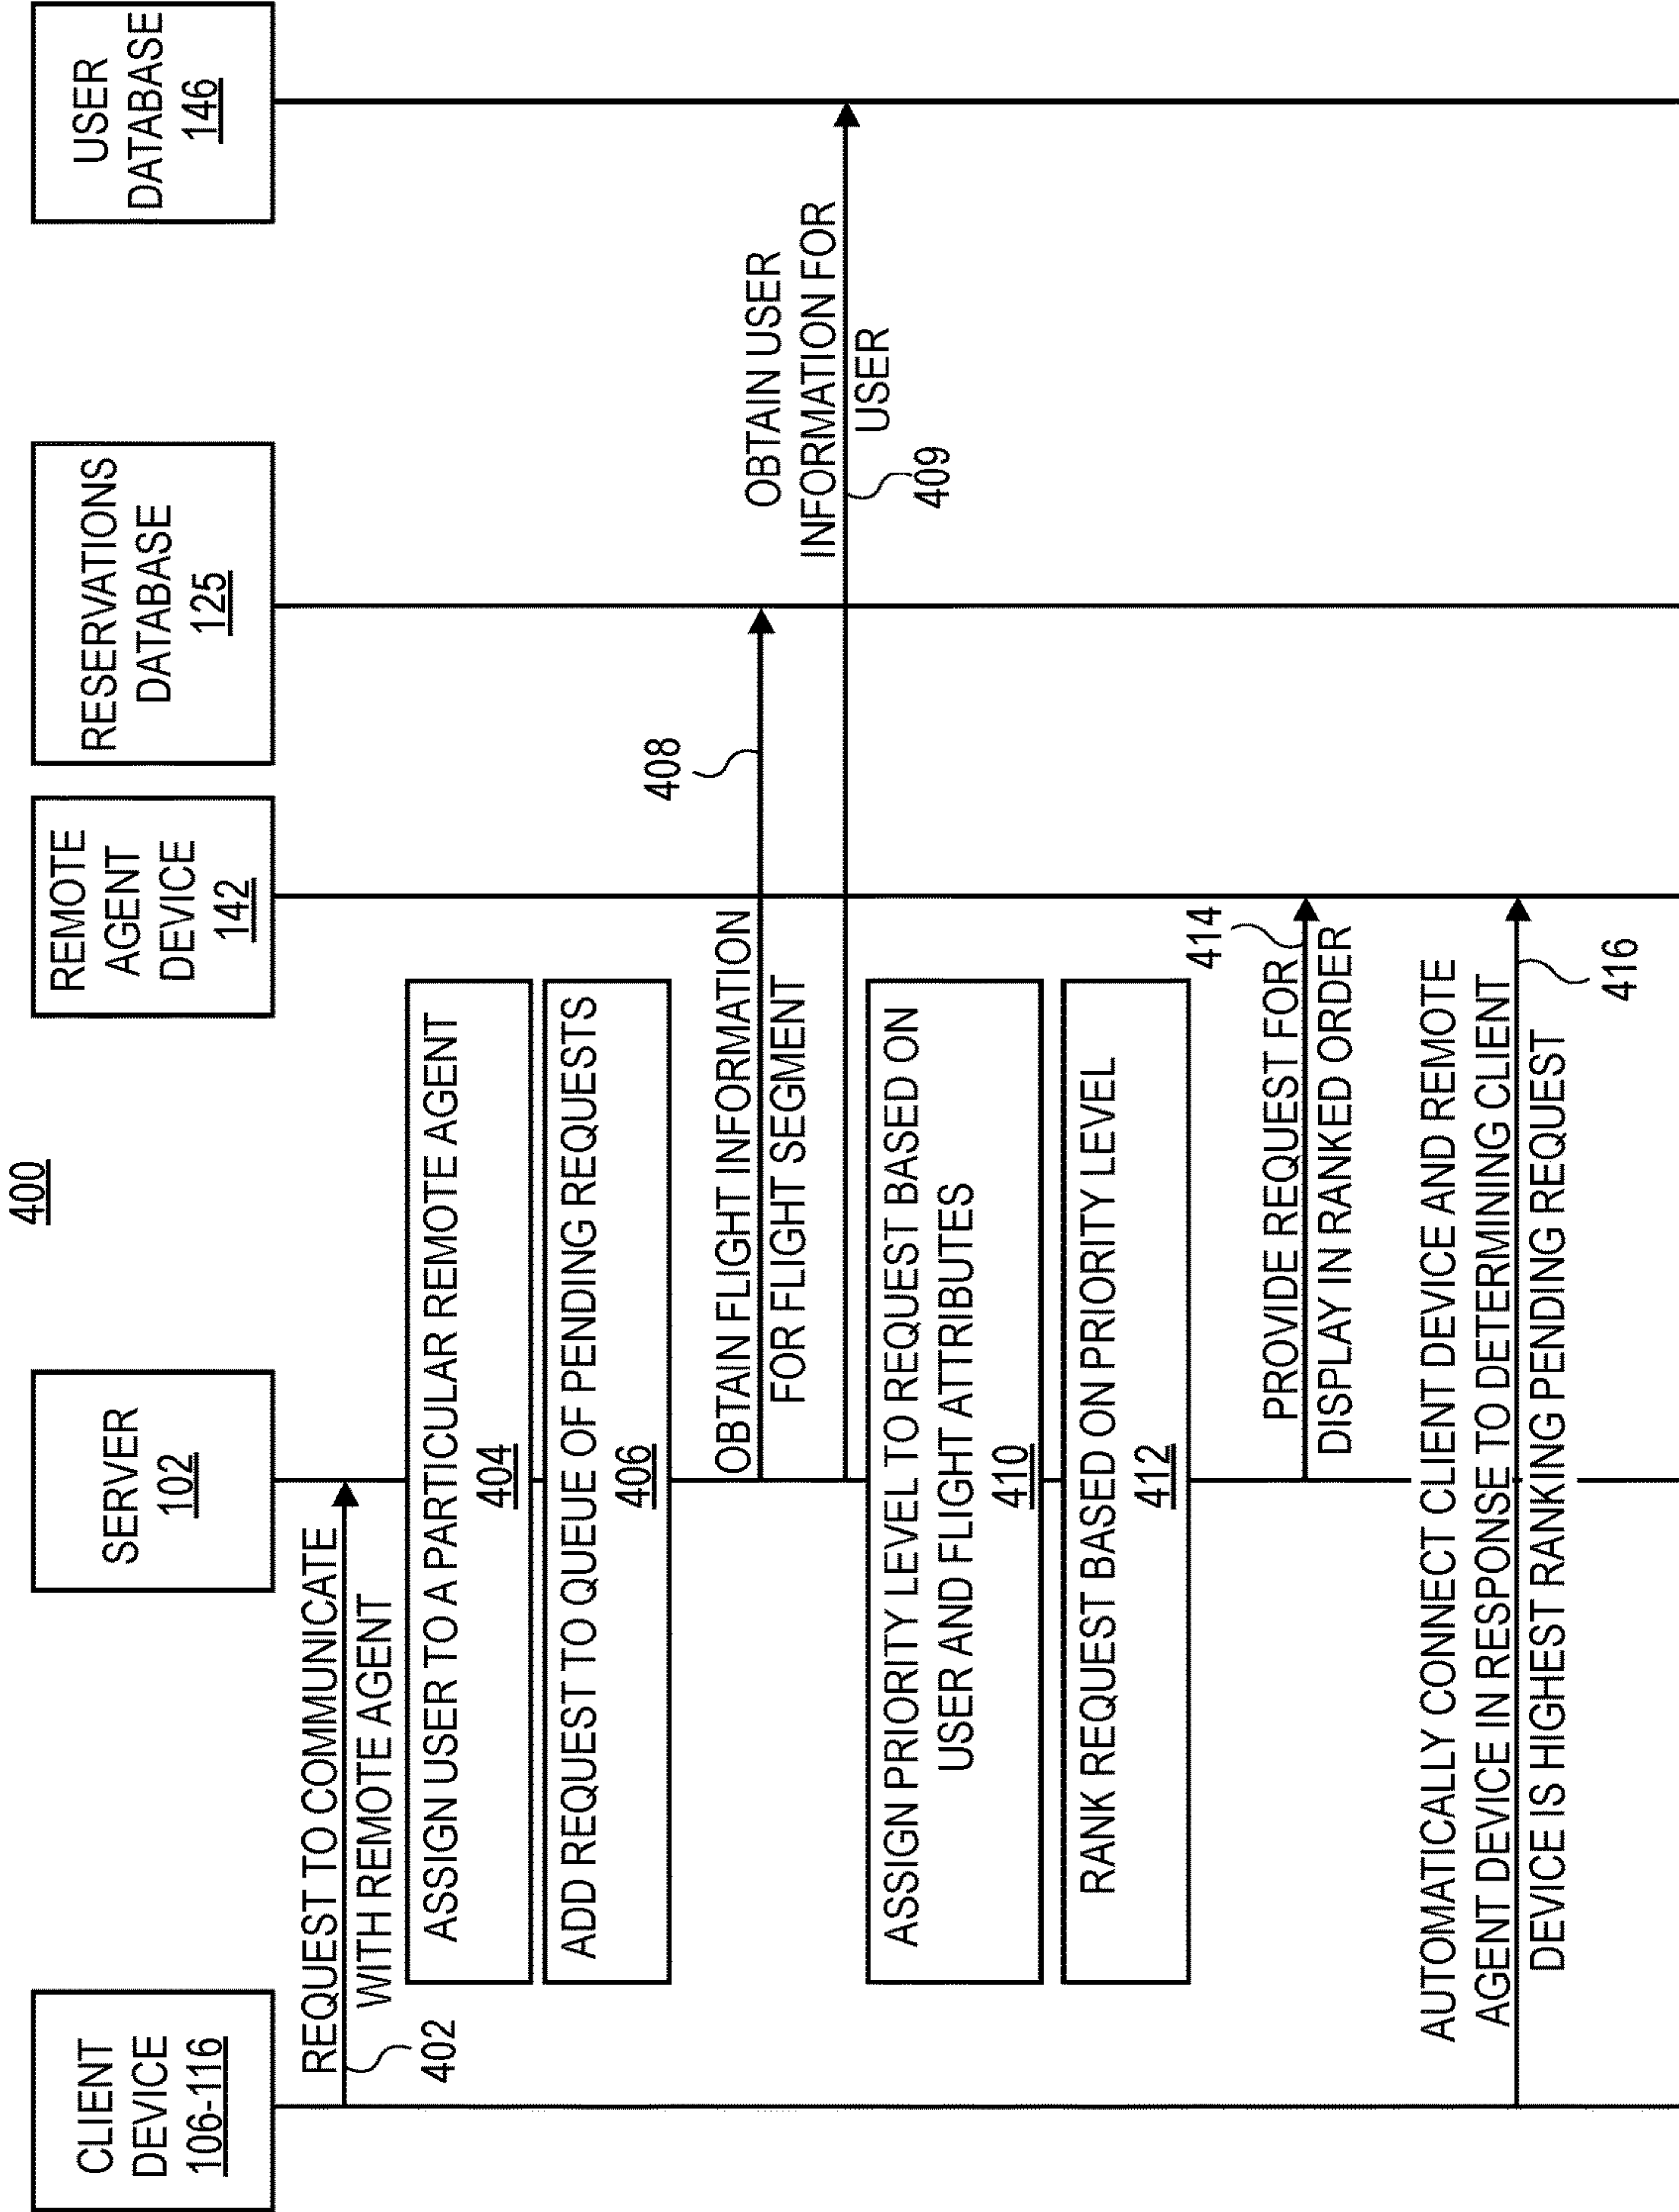 400
CLIENT
DEVICE
106-116
SERVER
102
REMOTE
AGENT
DEVICE
142
RESERVATIONS
DATABASE
125
USER
DATABASE
146
REQUEST TO COMMUNICATE
WITH REMOTE AGENT
402
ASSIGN USER TO A PARTICULAR REMOTE AGENT
404
ADD REQUEST TO QUEUE OF PENDING REQUESTS
406
OBTAIN FLIGHT INFORMATION
FOR FLIGHT SEGMENT
408
OBTAIN USER
INFORMATION FOR
USER
409
ASSIGN PRIORITY LEVEL TO REQUEST BASED ON
USER AND FLIGHT ATTRIBUTES
410
RANK REQUEST BASED ON PRIORITY LEVEL
412
PROVIDE REQUEST FOR
DISPLAY IN RANKED ORDER
414
AUTOMATICALLY CONNECT CLIENT DEVICE AND REMOTE
AGENT DEVICE IN RESPONSE TO DETERMINING CLIENT
DEVICE IS HIGHEST RANKING PENDING REQUEST
416